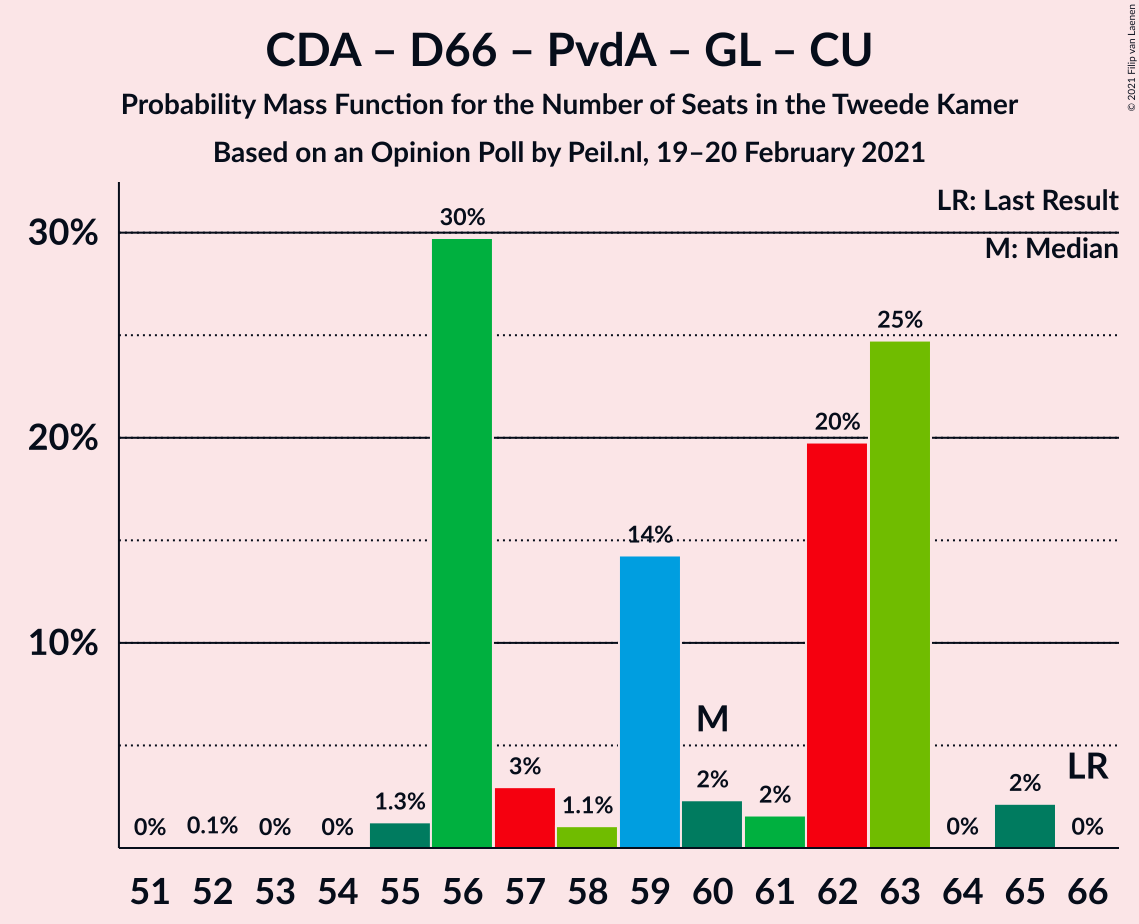 CDA – D66 – PvdA – GL – CU
Probability Mass Function for the Number of Seats in the Tweede Kamer
Based on an Opinion Poll by Peil.nl, 19–20 February 2021
© 2021 Filip van Laenen
LR: Last Result
M: Median
30%
20%
10%
0%
0.1%
0%
0%
1.3%
30%
3%
1.1%
14%
M
2%
2%
20%
25%
0%
2%
LR
0%
51 52 53 54 55 56 57 58 59 60 61 62 63 64 65 66